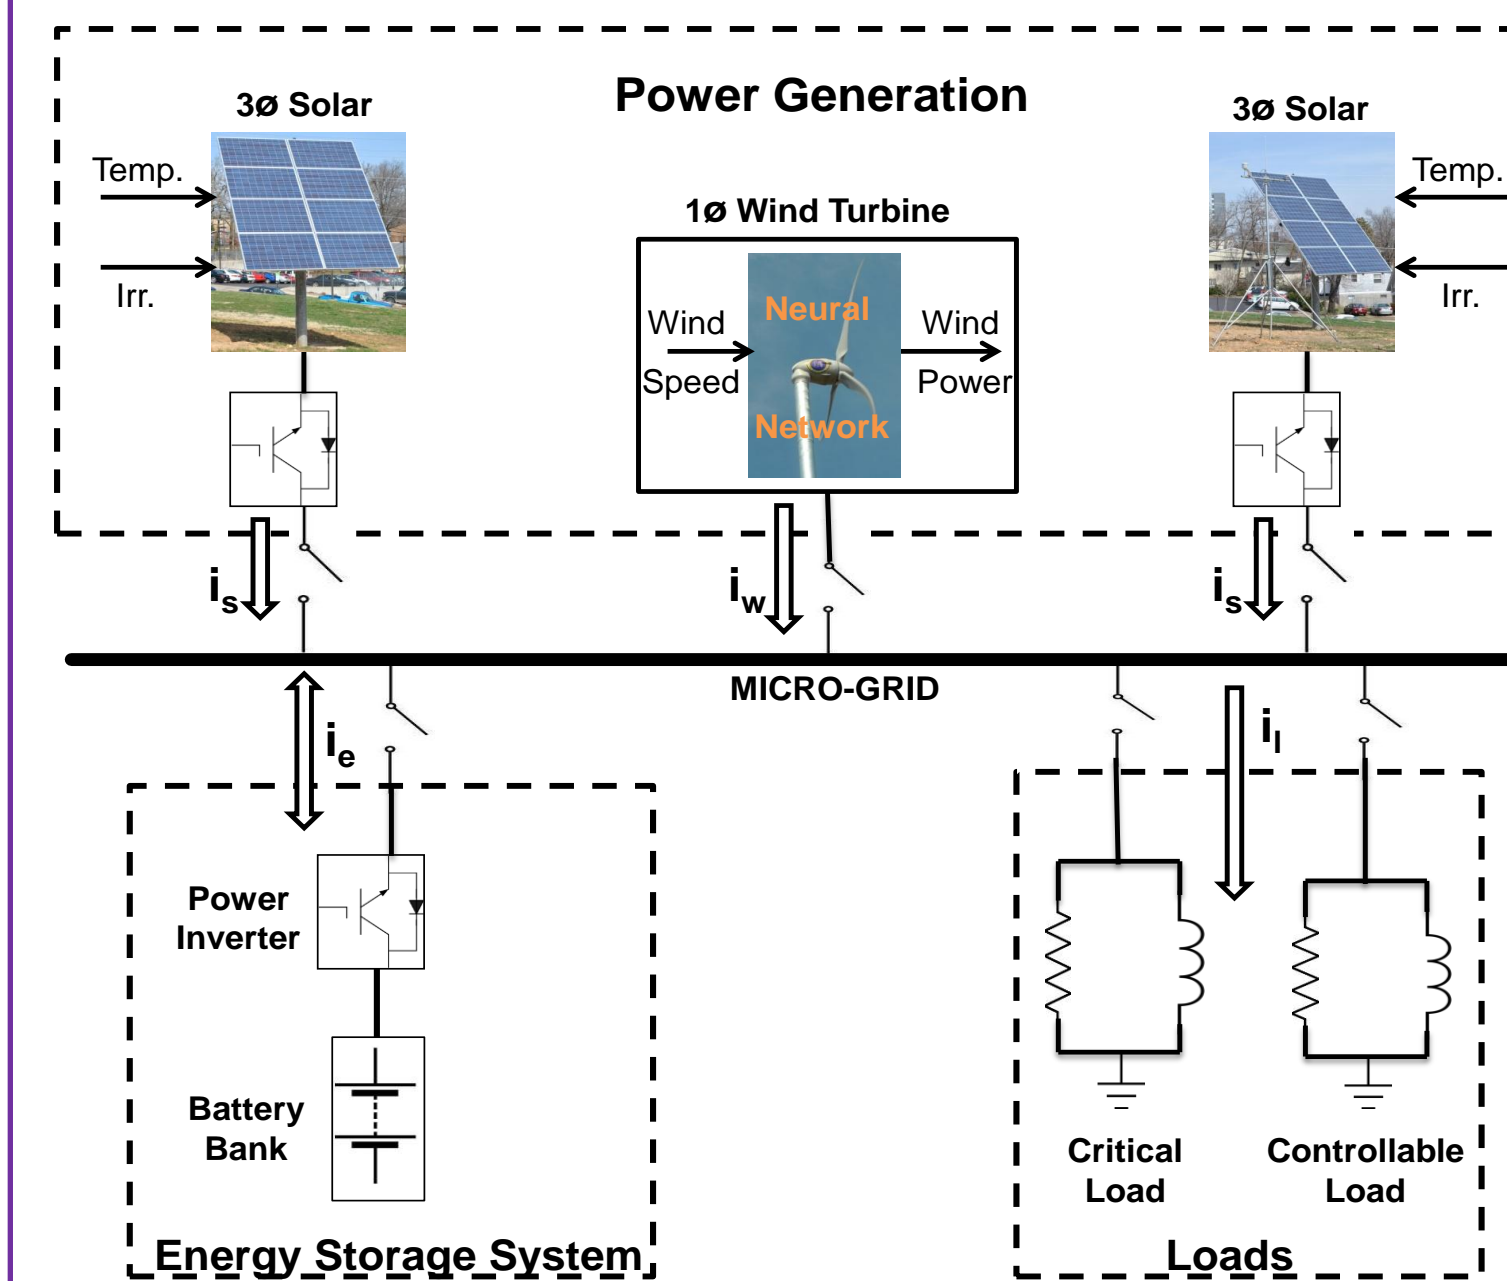 Power Generation
3Ø Solar
3Ø Solar
Temp.
Irr.
1Ø Wind Turbine
Wind
Speed
Neural
Network
Wind
Power
Temp.
Irr.
is
iw
is
MICRO-GRID
ie
il
Power
Inverter
Battery
Bank
Energy Storage System
Critical
Load
Controllable
Load
Loads